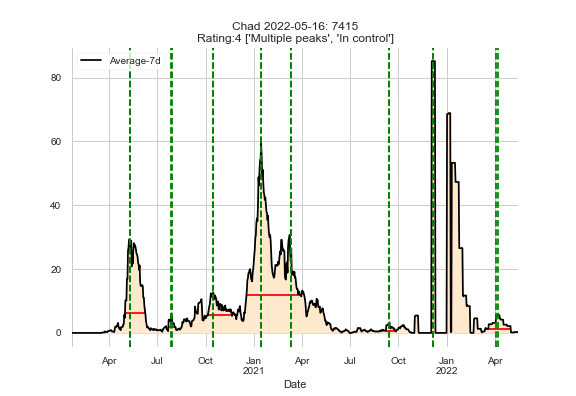 Chad 2022-05-16: 7415
Rating:4 ['Multiple peaks', 'In control']
Average-7d
80
60
40
20
0
Apr Jul Oct Jan Apr Jul Oct Jan Apr
2021 2022
Date